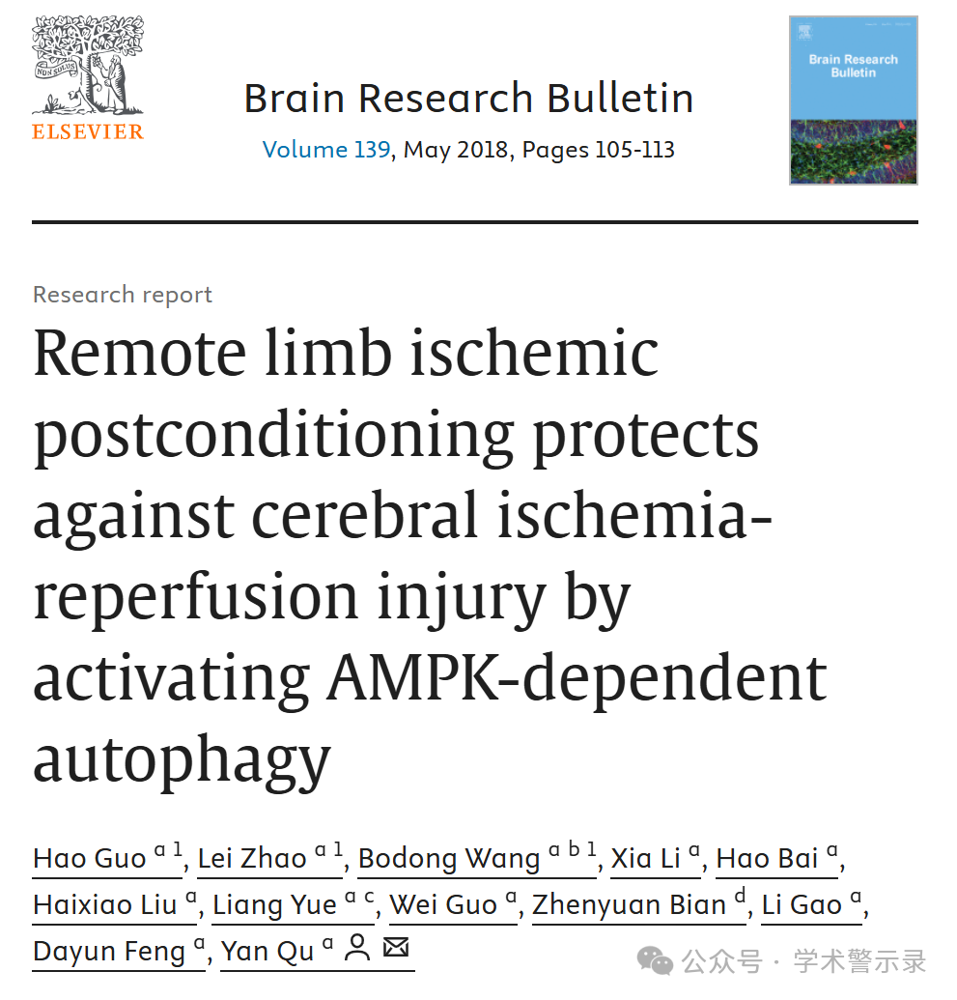 NON SOLUS
ELSEVIER
Brain Research Bulletin
Volume 139, May 2018, Pages 105-113
Brain Research
Bulletin
Research report
Remote limb ischemic
postconditioning protects
against cerebral ischemia-
reperfusion injury by
activating AMPK-dependent
autophagy
Hao Guo a 1, Lei Zhao a 1, Bodong Wang a b 1, Xia Li a, Hao Bai a,
Haixiao Liu a, Liang Yue a c, Wei Guo a, Zhenyuan Bian d, Li Gao a,
Dayun Feng a, Yan Qu a
公众号 · 学术警示录